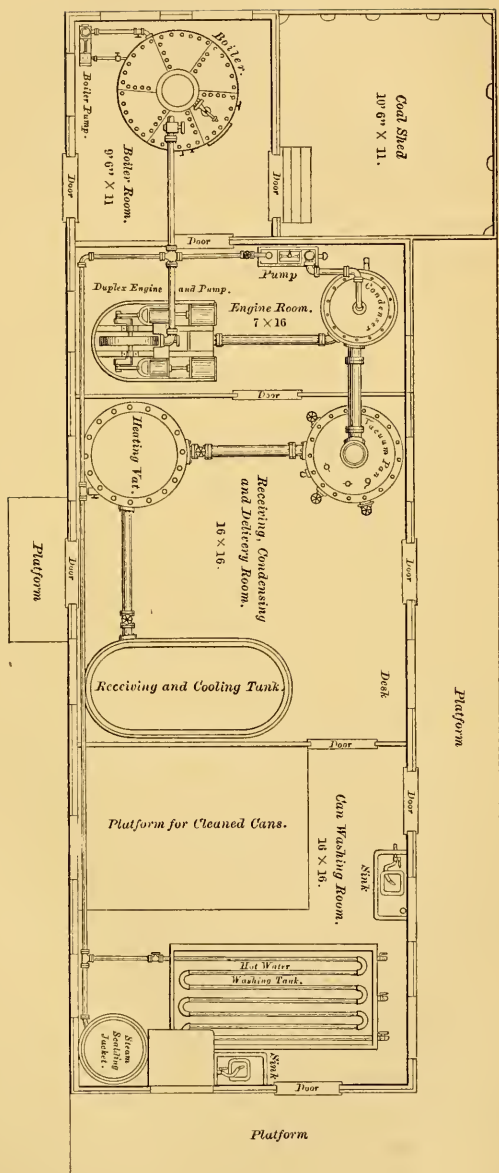 Boiler.
Boiler Pump.
Boiler Room.
9'6" × 11
Door
Door
Coal Shed
10'6" × 11.
Door
Pump
Duplex Engine and Pump.
Engine Room.
7 × 16
Condenser
Door
Heating Vat.
Vacuum Pan
Receiving, Condensing
and Delivery Room.
16 × 16.
Platform
Door
Door
Receiving and Cooling Tank.
Desk
Platform
Door
Platform for Cleaned Cans.
Can Washing Room.
16 × 16.
Door
Sink
Hot Water
Washing Tank.
Steam
Scalding
Jacket.
Sink
Door
Platform